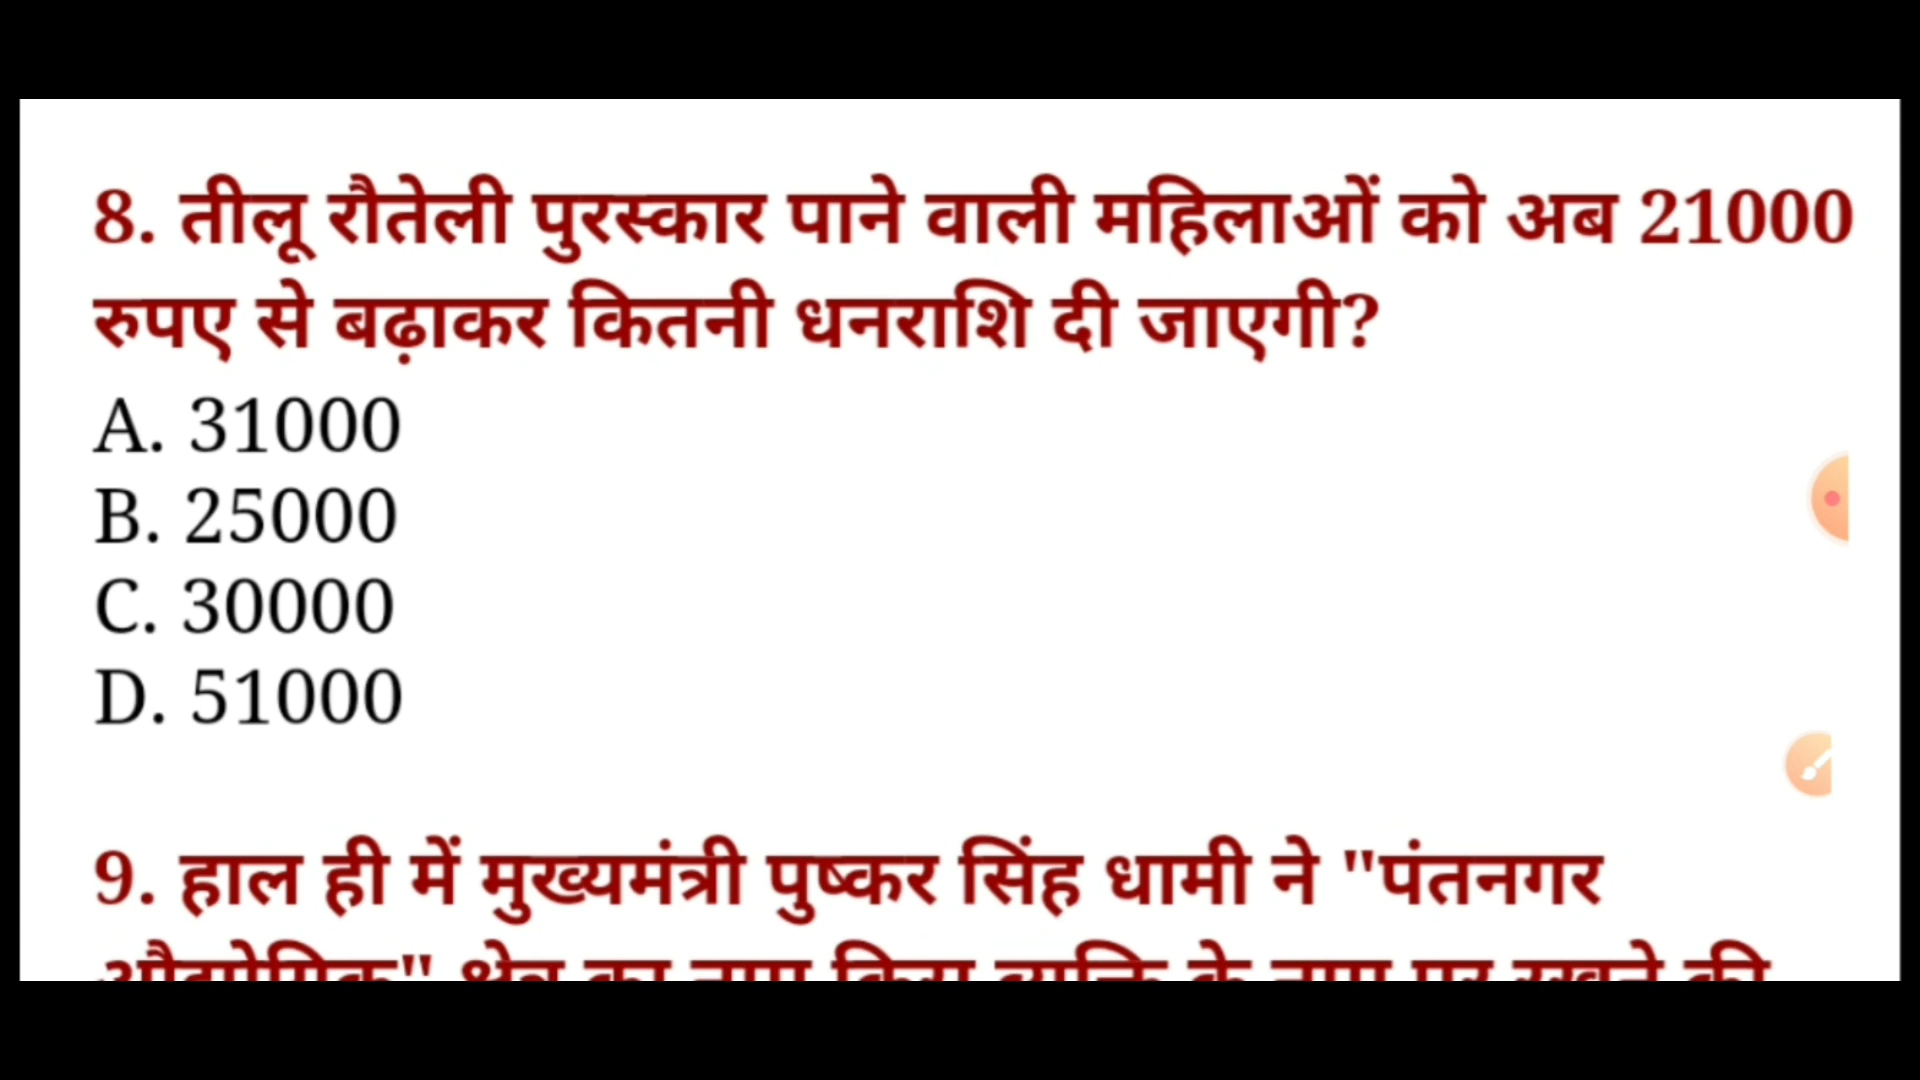 8. तीलू रौतेली पुरस्कार पाने वाली महिलाओं को अब 21000
रुपए से बढ़ाकर कितनी धनराशि दी जाएगी?
A. 31000
B. 25000
C. 30000
D. 51000
9. हाल ही में मुख्यमंत्री पुष्कर सिंह धामी ने "पंतनगर